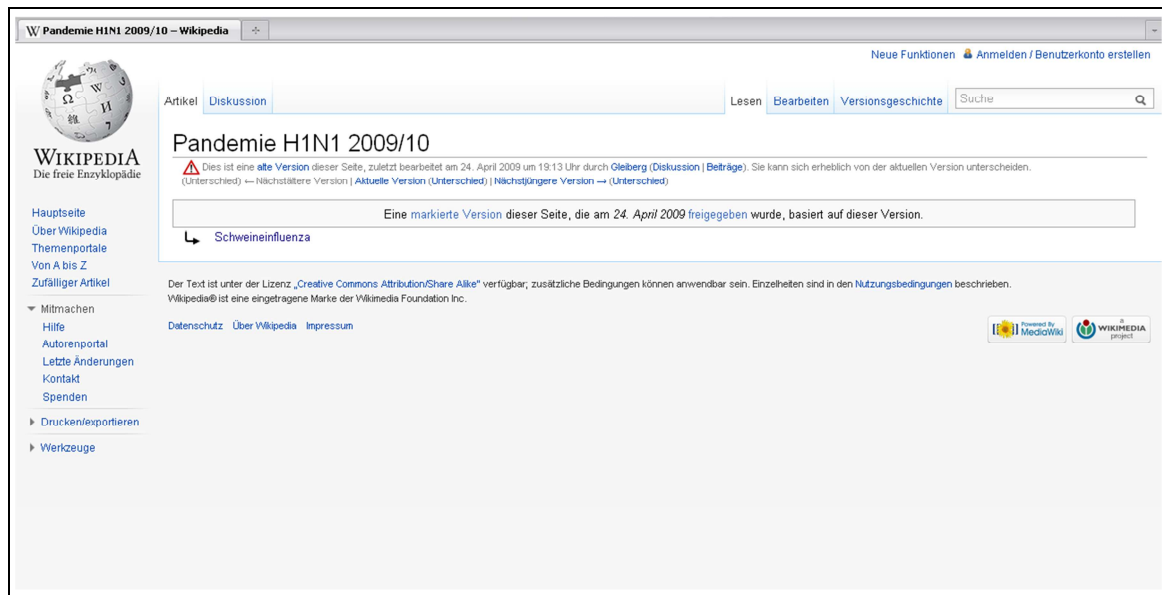 Pandemie H1N1 2009/10 – Wikipedia
Neue Funktionen Anmelden / Benutzerkonto erstellen
Artikel Diskussion Lesen Bearbeiten Versionsgeschichte Suche
WIKIPEDIA
Die freie Enzyklopädie
Hauptseite
Über Wikipedia
Themenportale
Von A bis Z
Zufälliger Artikel
Mitmachen
Hilfe
Autorenportal
Letzte Änderungen
Kontakt
Spenden
Drucken/exportieren
Werkzeuge
Pandemie H1N1 2009/10
Dies ist eine alte Version dieser Seite, zuletzt bearbeitet am 24. April 2009 um 19:13 Uhr durch Gleiberg (Diskussion | Beiträge). Sie kann sich erheblich von der aktuellen Version unterscheiden.
(Unterschied) ← Nächstältere Version | Aktuelle Version (Unterschied) | Nächstjüngere Version → (Unterschied)
Eine markierte Version dieser Seite, die am 24. April 2009 freigegeben wurde, basiert auf dieser Version.
Schweineinfluenza
Der Text ist unter der Lizenz „Creative Commons Attribution/Share Alike" verfügbar; zusätzliche Bedingungen können anwendbar sein. Einzelheiten sind in den Nutzungsbedingungen beschrieben.
Wikipedia® ist eine eingetragene Marke der Wikimedia Foundation Inc.
Datenschutz Über Wikipedia Impressum
Powered By
MediaWiki
a
WIKIMEDIA
project